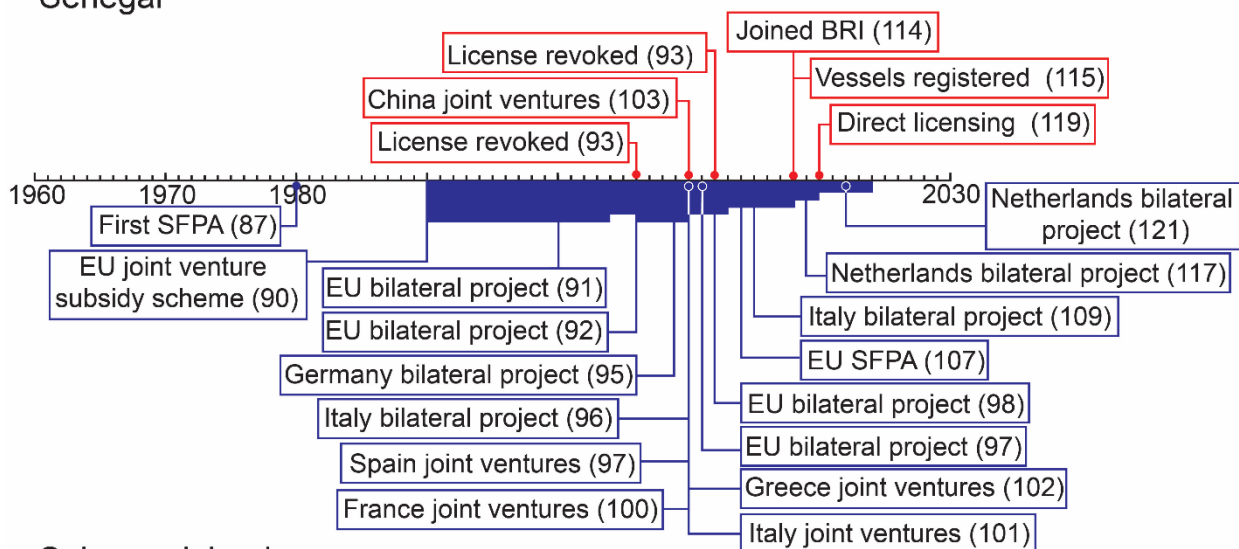 Senegal
Joined BRI (114)
License revoked (93)
Vessels registered (115)
China joint ventures (103)
Direct licensing (119)
License revoked (93)
1960
1970
1980
2030
First SFPA (87)
Netherlands bilateral
project (121)
EU joint venture
subsidy scheme (90)
Netherlands bilateral project (117)
EU bilateral project (91)
Italy bilateral project (109)
EU bilateral project (92)
EU SFPA (107)
Germany bilateral project (95)
EU bilateral project (98)
Italy bilateral project (96)
EU bilateral project (97)
Spain joint ventures (97)
Greece joint ventures (102)
France joint ventures (100)
Italy joint ventures (101)